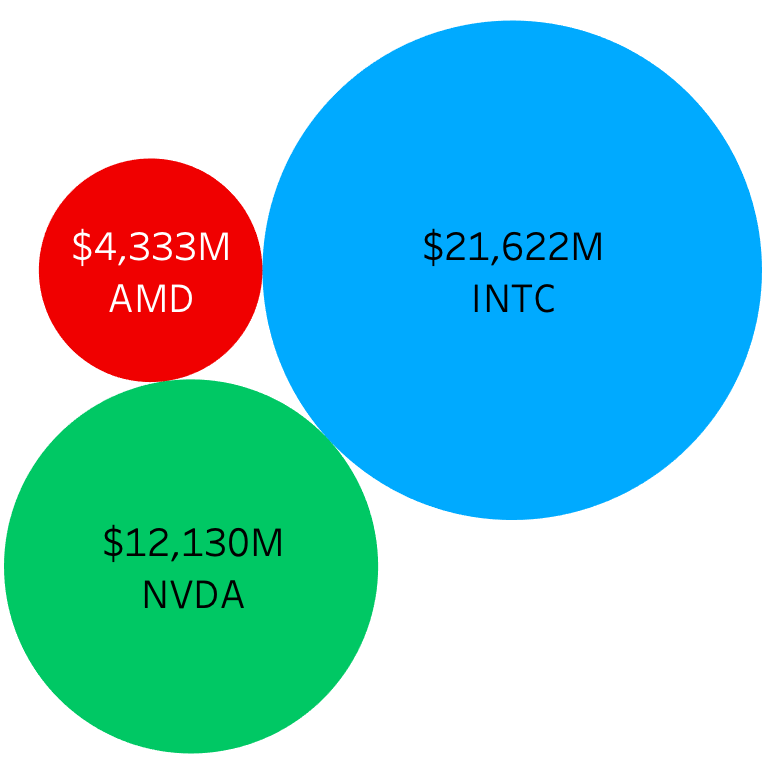 $4,333M
AMD
$21,622M
INTC
$12,130M
NVDA